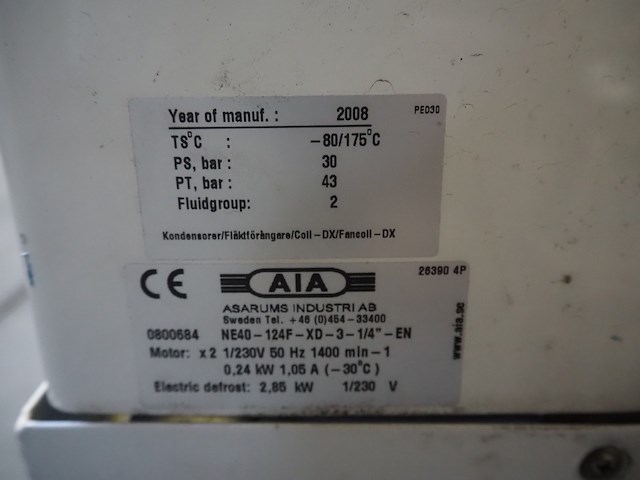 Year of manuf. : 2008 PED30
TS°C : -80/175°C
PS, bar : 30
PT, bar : 43
Fluidgroup: 2
Kondensorer/Fläktförångare/Coil-DX/Fancoil-DX
CE AIA 26390 4P
ASARUMS INDUSTRI AB
Sweden Tel. +46 (0)454-33400
0800684 NE40-124F-XD-3-1/4"-EN
Motor: x2 1/230V 50 Hz 1400 min-1
0,24 kW 1,05 A (-30°C)
Electric defrost: 2,85 kW 1/230 V
www.aia.se